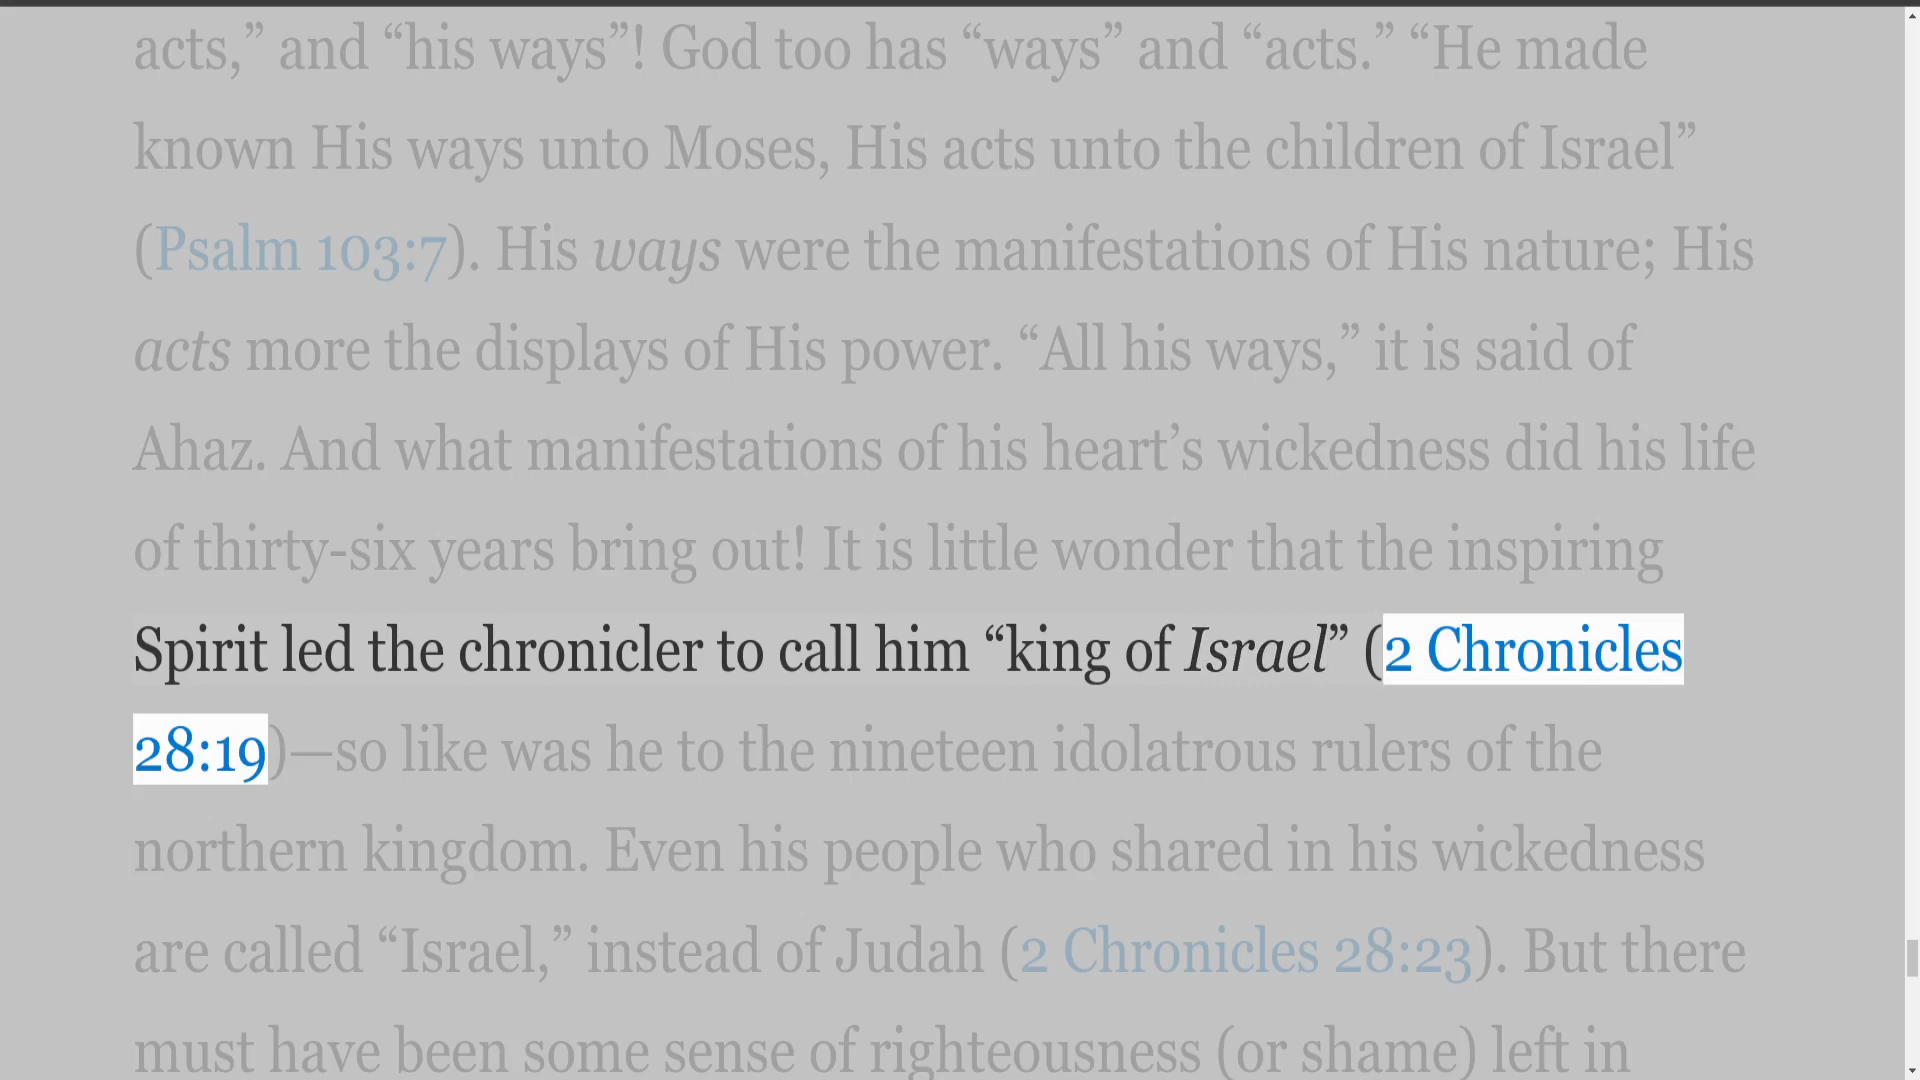 acts,” and “his ways”! God too has “ways” and “acts.” “He made
known His ways unto Moses, His acts unto the children of Israel”
(Psalm 103:7). His ways were the manifestations of His nature; His
acts more the displays of His power. “All his ways,” it is said of
Ahaz. And what manifestations of his heart’s wickedness did his life
of thirty-six years bring out! It is little wonder that the inspiring
Spirit led the chronicler to call him “king of Israel” (2 Chronicles
28:19)—so like was he to the nineteen idolatrous rulers of the
northern kingdom. Even his people who shared in his wickedness
are called “Israel,” instead of Judah (2 Chronicles 28:23). But there
must have been some sense of righteousness (or shame) left in